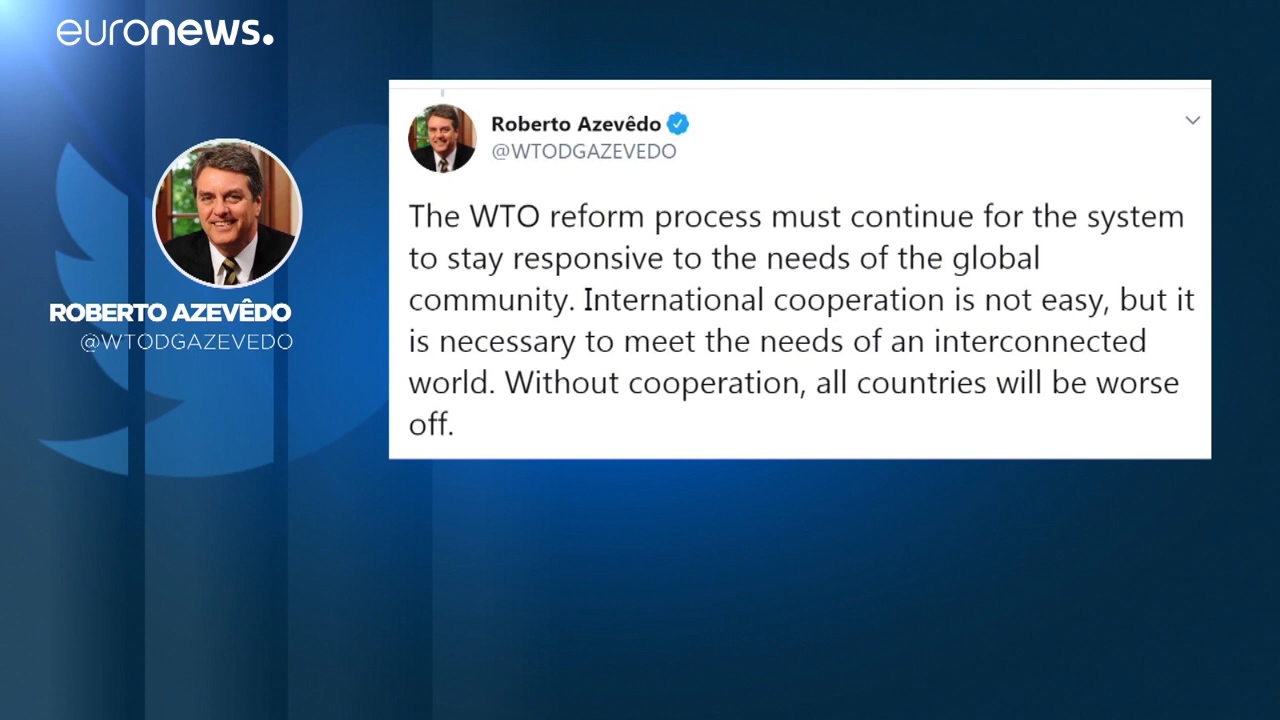 euronews.
ROBERTO AZEVÊDO
@WTODGAZEVEDO
Roberto Azevêdo
@WTODGAZEVEDO
The WTO reform process must continue for the system
to stay responsive to the needs of the global
community. International cooperation is not easy, but it
is necessary to meet the needs of an interconnected
world. Without cooperation, all countries will be worse
off.